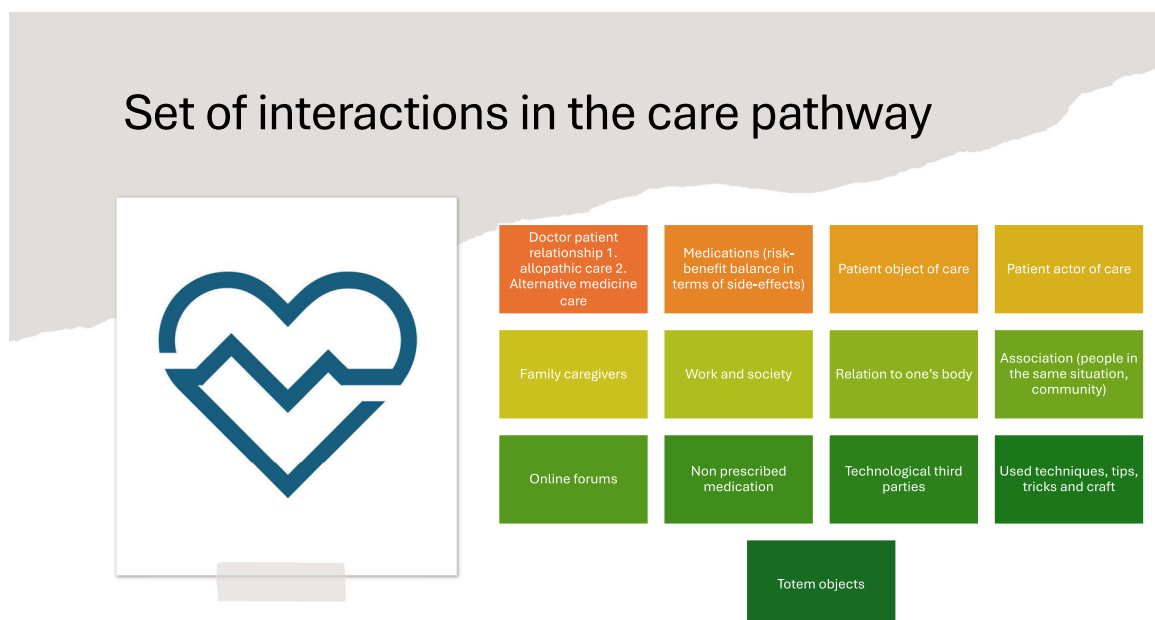 Set of interactions in the care pathway
Doctor patient
relationship 1.
allopathic care 2.
Alternative medicine
care
Medications (risk-
benefit balance in
terms of side-effects)
Patient object of care
Patient actor of care
Family caregivers
Work and society
Relation to one's body
Association (people in
the same situation,
community)
Online forums
Non prescribed
medication
Technological third
parties
Used techniques, tips,
tricks and craft
Totem objects